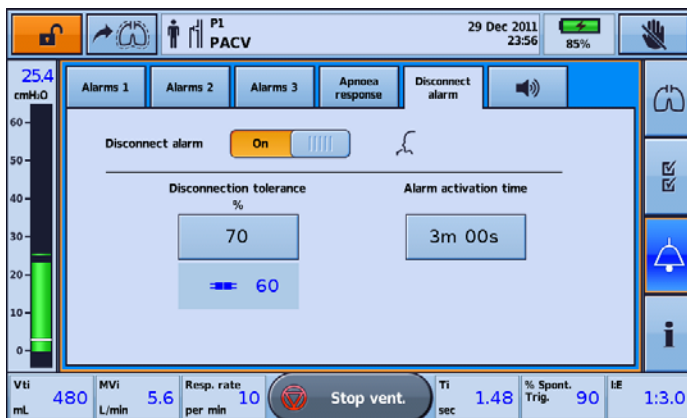 P1
PACV
29 Dec 2011
23:56
85%
25.4
cmH₂O
Alarms 1
Alarms 2
Alarms 3
Apnoea
response
Disconnect
alarm
60
50
40
30
20
10
0
Disconnect alarm
On
Disconnection tolerance
%
70
60
Alarm activation time
3m 00s
Vti
480
mL
MVi
5.6
L/min
Resp. rate
10
per min
Stop vent.
Ti
1.48
sec
% Spont.
Trig.
90
I:E
1:3.0